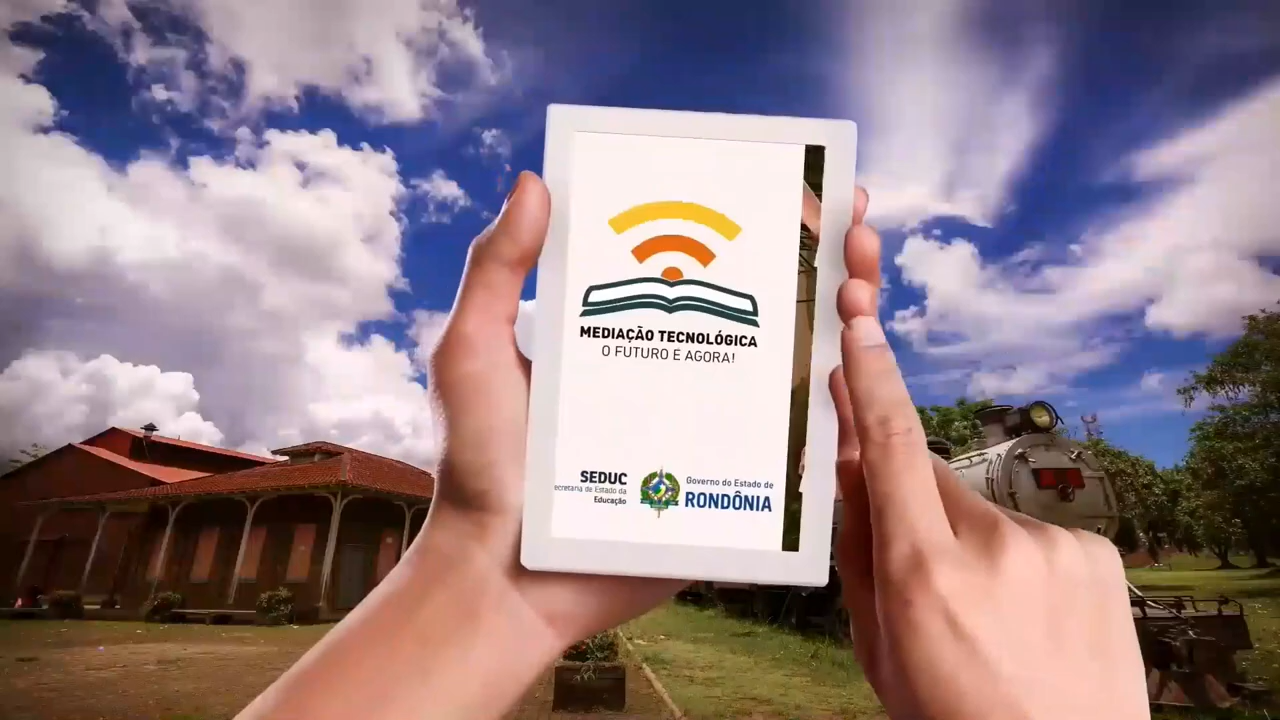 MEDIAÇÃO TECNOLÓGICA
O FUTURO E AGORA!
SEDUC
ecretaria de Estado da
Educação
Governo do Estado de
RONDÔNIA